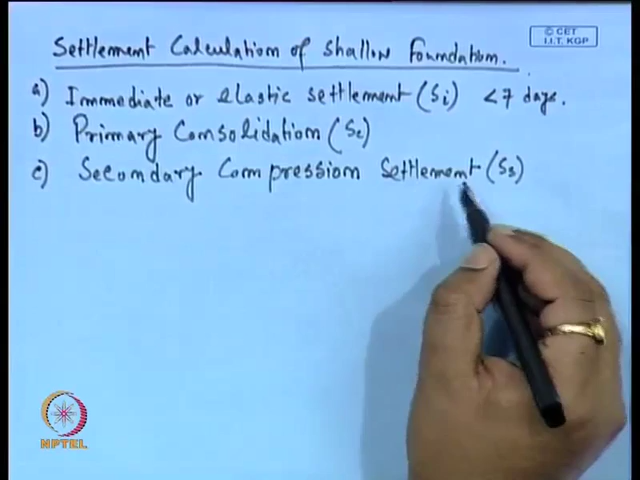 © CET
I.I.T. KGP
Settlement Calculation of Shallow Foundation.
a) Immediate or elastic settlement (Si) < 7 days.
b) Primary Consolidation (Sc)
c) Secondary Compression Settlement (Ss)
NPTEL